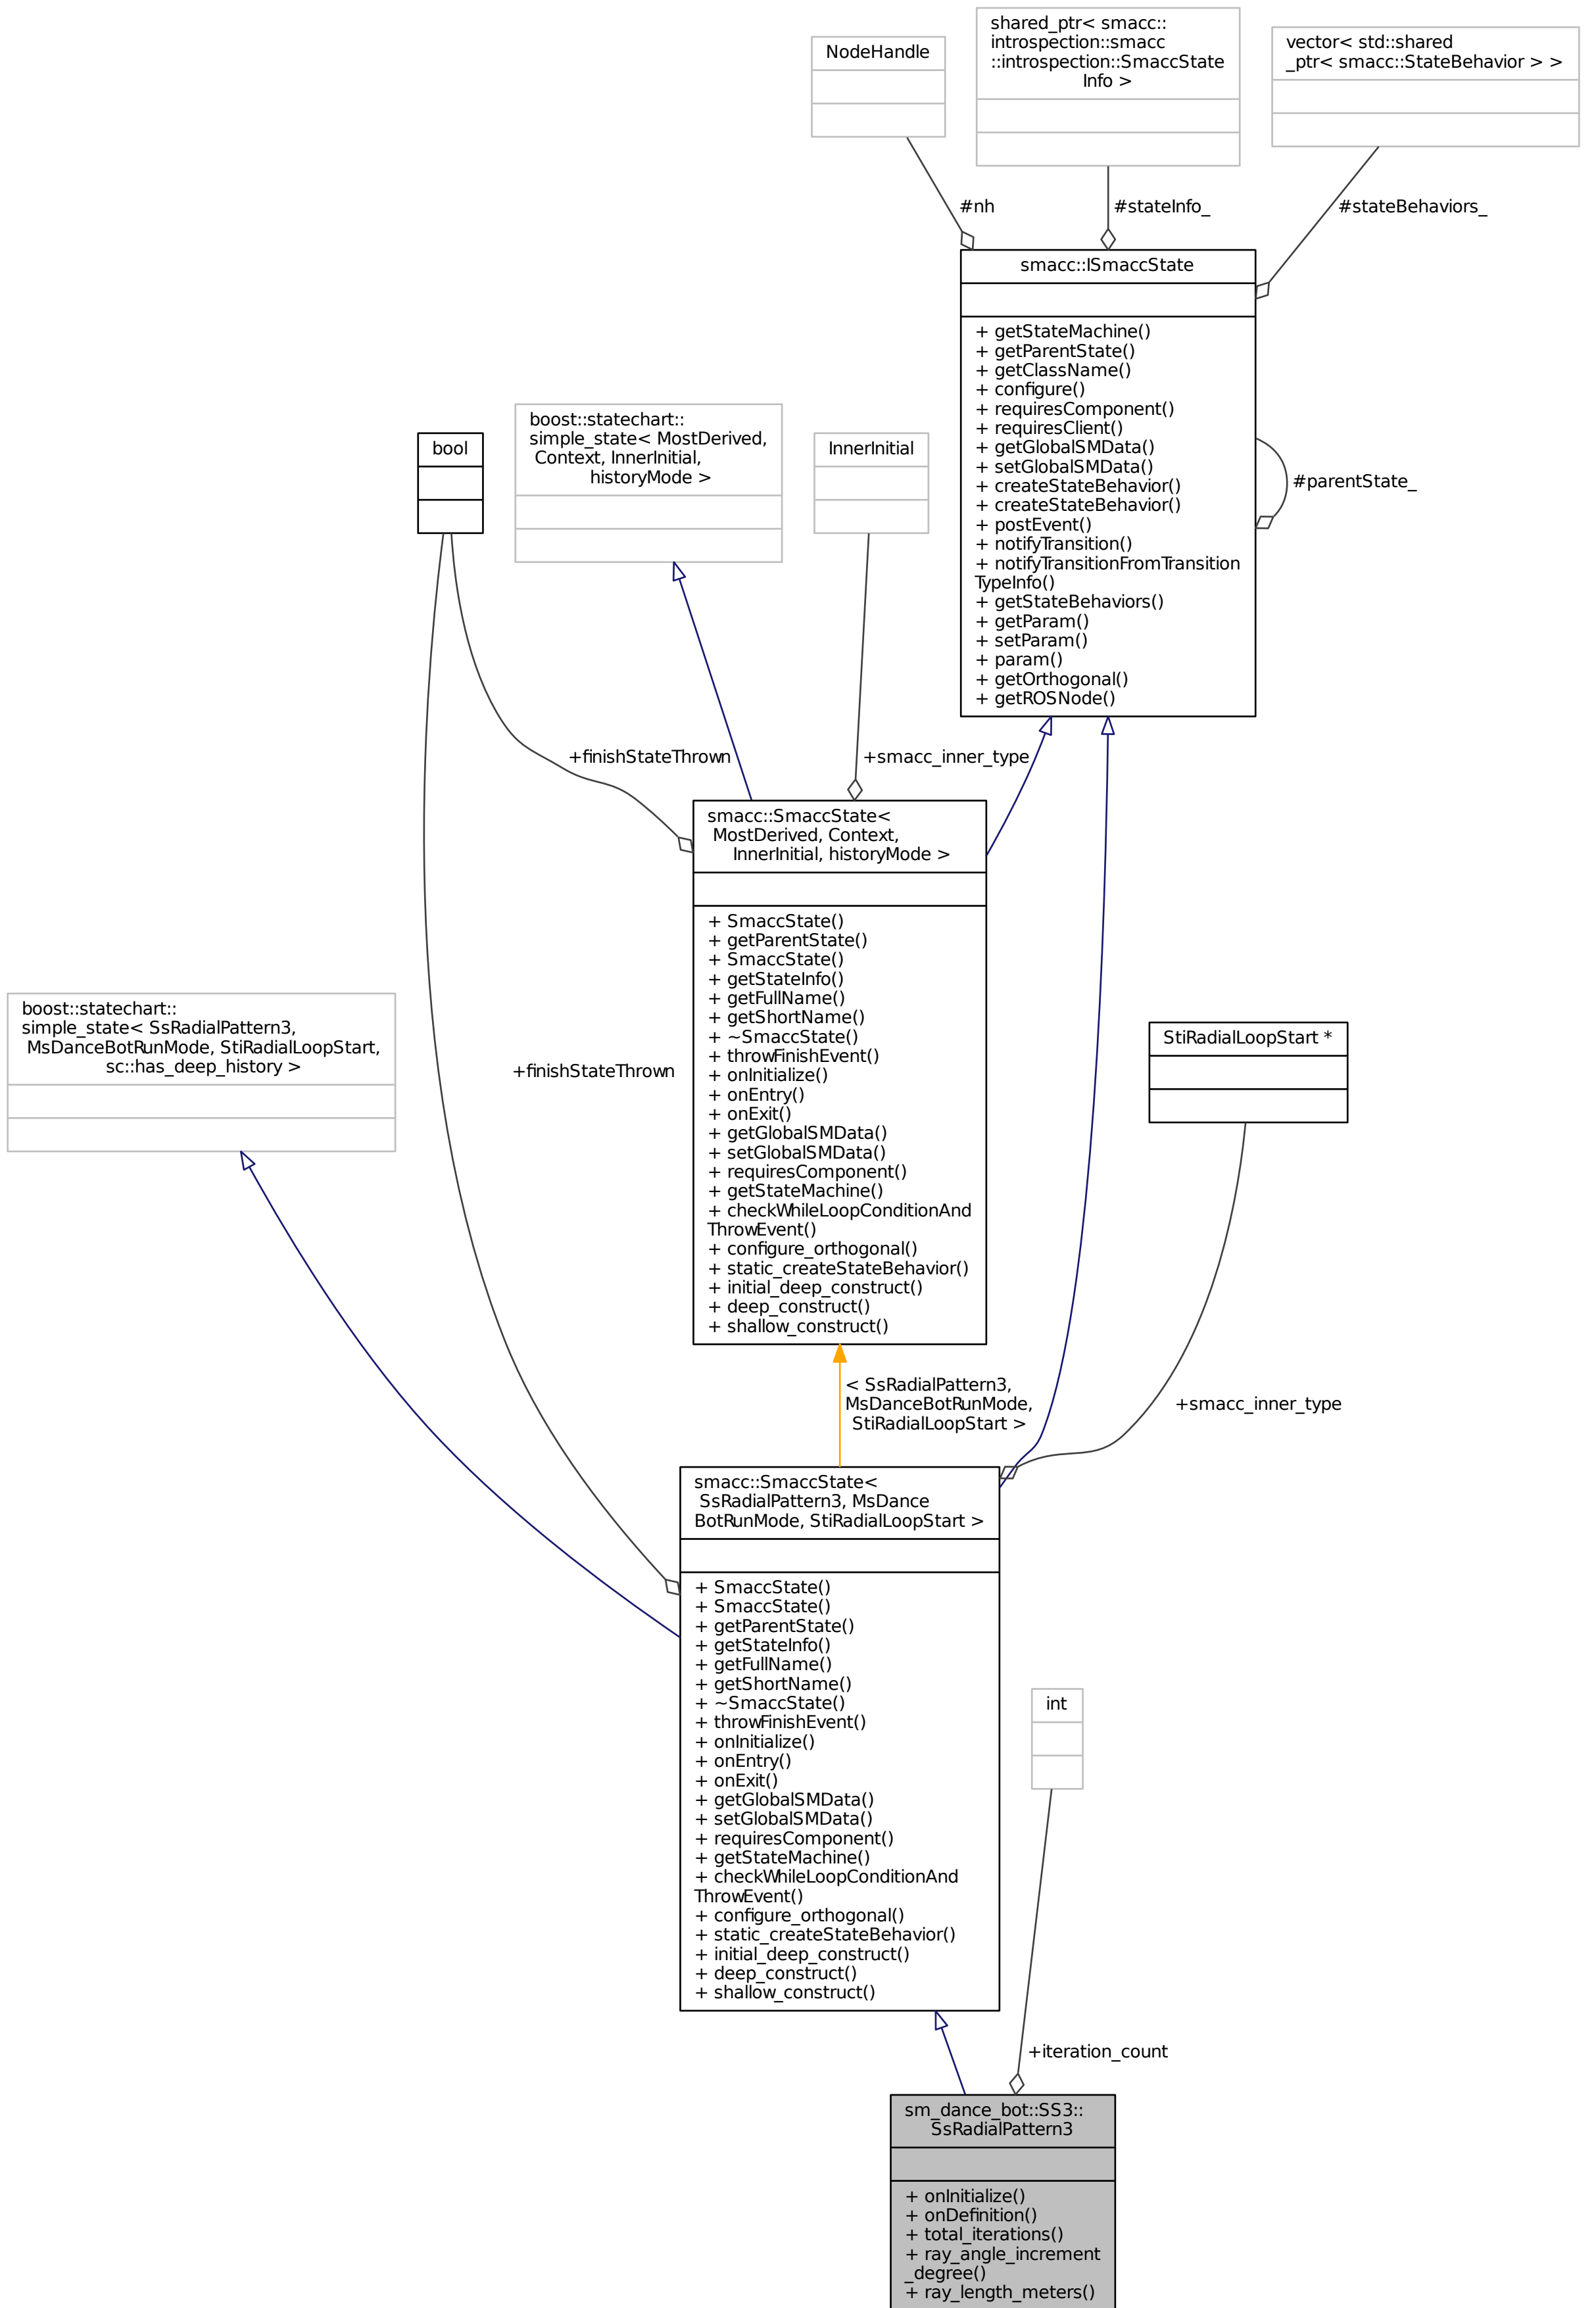 NodeHandle
shared_ptr< smacc::
introspection::smacc
::introspection::SmaccState
Info >
vector< std::shared
_ptr< smacc::StateBehavior > >
#nh
#stateInfo_
#stateBehaviors_
smacc::ISmaccState
+ getStateMachine()
+ getParentState()
+ getClassName()
+ configure()
+ requiresComponent()
+ requiresClient()
+ getGlobalSMData()
+ setGlobalSMData()
+ createStateBehavior()
+ createStateBehavior()
+ postEvent()
+ notifyTransition()
+ notifyTransitionFromTransition
TypeInfo()
+ getStateBehaviors()
+ getParam()
+ setParam()
+ param()
+ getOrthogonal()
+ getROSNode()
#parentState_
bool
boost::statechart::
simple_state< MostDerived,
Context, InnerInitial,
historyMode >
InnerInitial
+finishStateThrown
+smacc_inner_type
smacc::SmaccState<
MostDerived, Context,
InnerInitial, historyMode >
+ SmaccState()
+ getParentState()
+ SmaccState()
+ getStateInfo()
+ getFullName()
+ getShortName()
+ ~SmaccState()
+ throwFinishEvent()
+ onInitialize()
+ onEntry()
+ onExit()
+ getGlobalSMData()
+ setGlobalSMData()
+ requiresComponent()
+ getStateMachine()
+ checkWhileLoopConditionAnd
ThrowEvent()
+ configure_orthogonal()
+ static_createStateBehavior()
+ initial_deep_construct()
+ deep_construct()
+ shallow_construct()
boost::statechart::
simple_state< SsRadialPattern3,
MsDanceBotRunMode, StiRadialLoopStart,
sc::has_deep_history >
+finishStateThrown
StiRadialLoopStart *
< SsRadialPattern3,
MsDanceBotRunMode,
StiRadialLoopStart >
+smacc_inner_type
smacc::SmaccState<
SsRadialPattern3, MsDance
BotRunMode, StiRadialLoopStart >
+ SmaccState()
+ SmaccState()
+ getParentState()
+ getStateInfo()
+ getFullName()
+ getShortName()
+ ~SmaccState()
+ throwFinishEvent()
+ onInitialize()
+ onEntry()
+ onExit()
+ getGlobalSMData()
+ setGlobalSMData()
+ requiresComponent()
+ getStateMachine()
+ checkWhileLoopConditionAnd
ThrowEvent()
+ configure_orthogonal()
+ static_createStateBehavior()
+ initial_deep_construct()
+ deep_construct()
+ shallow_construct()
int
+iteration_count
sm_dance_bot::SS3::
SsRadialPattern3
+ onInitialize()
+ onDefinition()
+ total_iterations()
+ ray_angle_increment
_degree()
+ ray_length_meters()